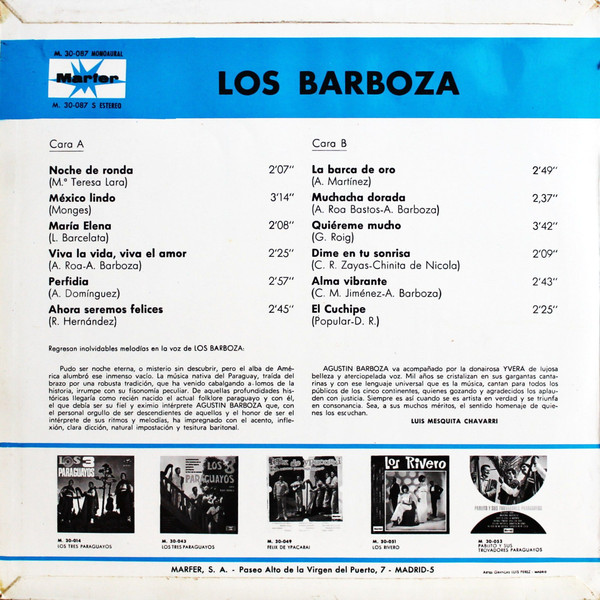 M. 30-087 MONOAURAL
Marfer
M. 30-087 S ESTEREO
LOS BARBOZA
Cara A
Noche de ronda 2'07''
(M.ª Teresa Lara)
México lindo 3'14''
(Monges)
María Elena 2'08''
(L. Barcelata)
Viva la vida, viva el amor 2'25''
(A. Roa-A. Barboza)
Perfidia 2'57''
(A. Domínguez)
Ahora seremos felices 2'45''
(R. Hernández)
Cara B
La barca de oro 2'49''
(A. Martínez)
Muchacha dorada 2,37''
(A. Roa Bastos-A. Barboza)
Quiéreme mucho 3'42''
(G. Roig)
Dime en tu sonrisa 2'09''
(C. R. Zayas-Chinita de Nicola)
Alma vibrante 2'43''
(C. M. Jiménez-A. Barboza)
El Cuchipe 2'25''
(Popular-D. R.)
Regresan inolvidables melodías en la voz de LOS BARBOZA:
Pudo ser noche eterna, o misterio sin descubrir, pero el alba de Amé-
rica alumbró ese inmenso vacío. La música nativa del Paraguay, traída del
brazo por una robusta tradición, que ha venido cabalgando a lomos de la
historia, irrumpe con su fisonomía peculiar. De aquellas profundidades his-
tóricas llegaría como recién nacido el actual folklore paraguayo y con él,
el que debía ser su fiel y eximio intérprete AGUSTIN BARBOZA que, con
el personal orgullo de ser descendientes de aquellos y el honor de ser el
intérprete de sus ritmos y melodías, ha impregnado con el acento, infle-
xión, clara dicción, natural impostación y tesitura baritonal.
AGUSTIN BARBOZA va acompañado por la donairosa YVERA de lujosa
belleza y aterciopelada voz. Mil años se cristalizan en sus gargantas can-
tarinas y con ese lenguaje universal que es la música, cantan para todos los
públicos de los cinco continentes, quienes gozando y agradecidos los aplau-
den con justicia. Siempre es así cuando se es artista en verdad y se triunfa
en consonancia. Sea, a sus muchos méritos, el sentido homenaje de quie-
nes los escuchan.
LUIS MESQUITA CHAVARRI
LOS 3
PARAGUAYOS
LOS 3
PARAGUAYOS
LOS Rivero
PABLITO Y SUS TROVADORES PARAGUAYOS
M. 30-014
LOS TRES PARAGUAYOS
M. 30-043
LOS TRES PARAGUAYOS
M. 30-049
FELIX DE YPACARAI
M. 30-051
LOS RIVERO
M. 30-053
PABLITO Y SUS
TROVADORES PARAGUAYOS
MARFER, S. A. - Paseo Alto de la Virgen del Puerto, 7 - MADRID-5